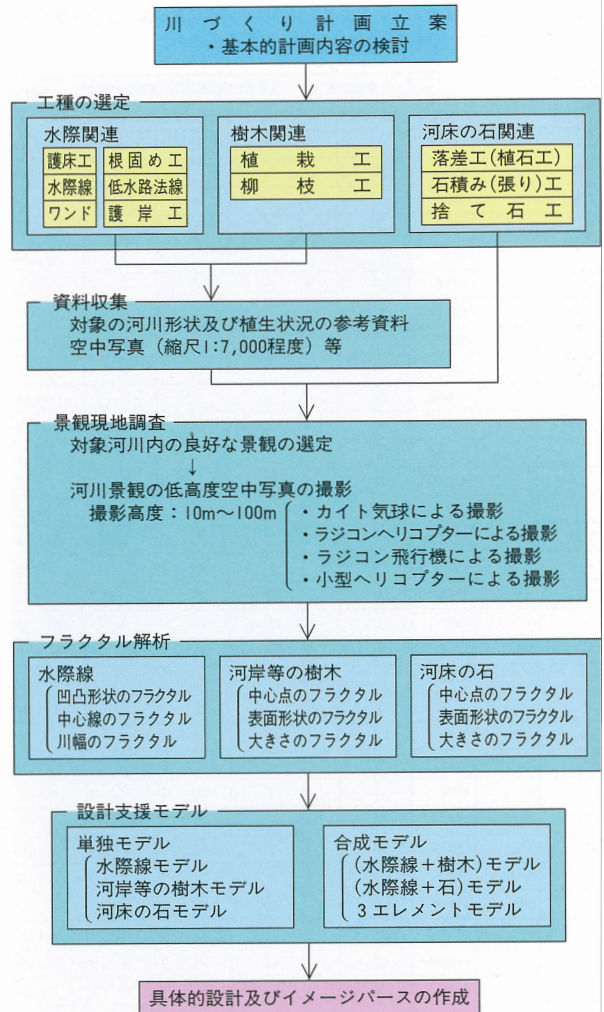 川づくり計画立案
・基本的計画内容の検討
工種の選定
水際関連
護床工
水際線
ワンド
根固め工
低水路法線
護岸工
樹木関連
植栽工
柳枝工
河床の石関連
落差工(植石工)
石積み(張り)工
捨て石工
資料収集
対象の河川形状及び植生状況の参考資料
空中写真（縮尺1:7,000程度）等
景観現地調査
対象河川内の良好な景観の選定
↓
河川景観の低高度空中写真の撮影
撮影高度：10m～100m
・カイト気球による撮影
・ラジコンヘリコプターによる撮影
・ラジコン飛行機による撮影
・小型ヘリコプターによる撮影
フラクタル解析
水際線
凹凸形状のフラクタル
中心線のフラクタル
川幅のフラクタル
河岸等の樹木
中心点のフラクタル
表面形状のフラクタル
大きさのフラクタル
河床の石
中心点のフラクタル
表面形状のフラクタル
大きさのフラクタル
設計支援モデル
単独モデル
水際線モデル
河岸等の樹木モデル
河床の石モデル
合成モデル
(水際線＋樹木)モデル
(水際線＋石)モデル
3エレメントモデル
具体的設計及びイメージパースの作成